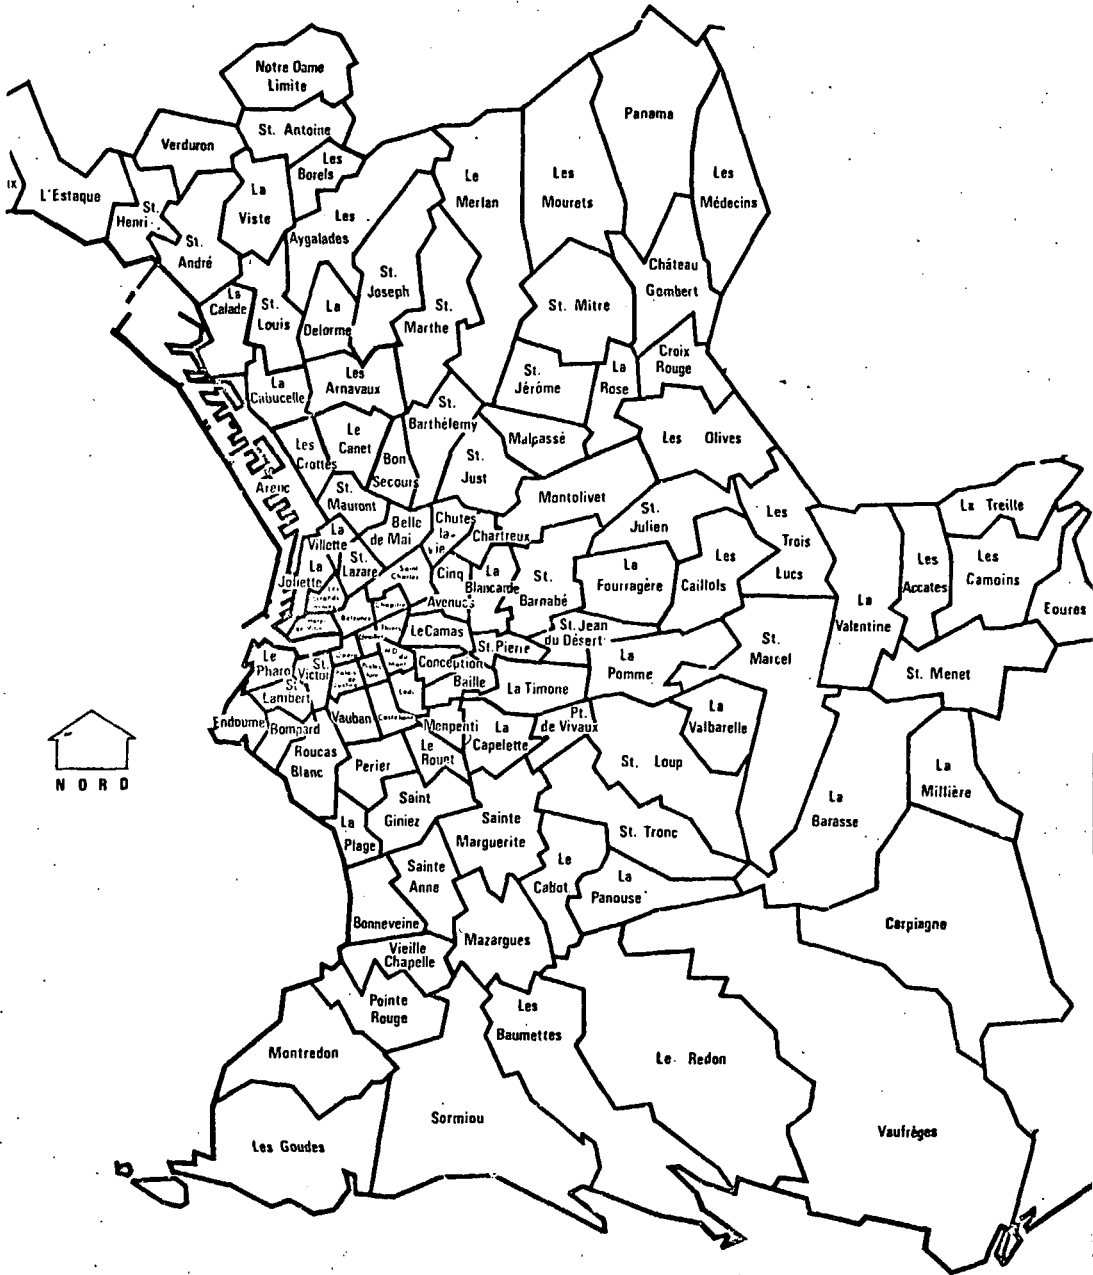 Notre Dame
Limite
St. Antoine
Verduron
Les
Borels
Panama
L'Estaque
IX
St.
Henri
La
Viste
Les
Aygalades
Le
Merlan
Les
Mourets
Les
Médecins
St.
André
St.
Joseph
Château
Gombert
La
Calade
St.
Louis
La
Delorme
St.
Marthe
St. Mitre
Croix
Rouge
La
Cabucelle
Les
Arnavaux
St.
Jérôme
La
Rose
St.
Barthélemy
Malpassé
Les Olives
Les
Crottes
Le
Canet
Bon
Secours
St.
Just
Arenc
St.
Mauront
Montolivet
La Treille
La
Villette
Belle
de Mai
Chutes
la-
vie
Chartreux
St.
Julien
Les
Trois
Lucs
La
Joliette
St.
Lazare
Saint
Charles
Cinq
Avenues
La
Blancarde
St.
Barnabé
La
Fourragère
Les
Caillols
La
Valentine
Les
Accates
Les
Camoins
Eoures
Chapitre
Le Camas
St. Jean
du Désert
St. Pierre
La
Pomme
St.
Marcel
St. Menet
Le
Pharo
St.
Victor
St
Lambert
Conception
Baille
La Timone
Lodi
Endoume
Bompard
Vauban
Castellane
Menpenti
La
Capelette
Pt.
de Vivaux
La
Valbarelle
Roucas
Blanc
Perier
Le
Rouet
St. Loup
La
Millière
NORD
Saint
Giniez
La
Plage
Sainte
Marguerite
St. Tronc
La
Barasse
Sainte
Anne
Le
Cabot
La
Panouse
Bonneveine
Mazargues
Carpiagne
Vieille
Chapelle
Pointe
Rouge
Les
Baumettes
Montredon
Le Redon
Sormiou
Vaufrèges
Les Goudes